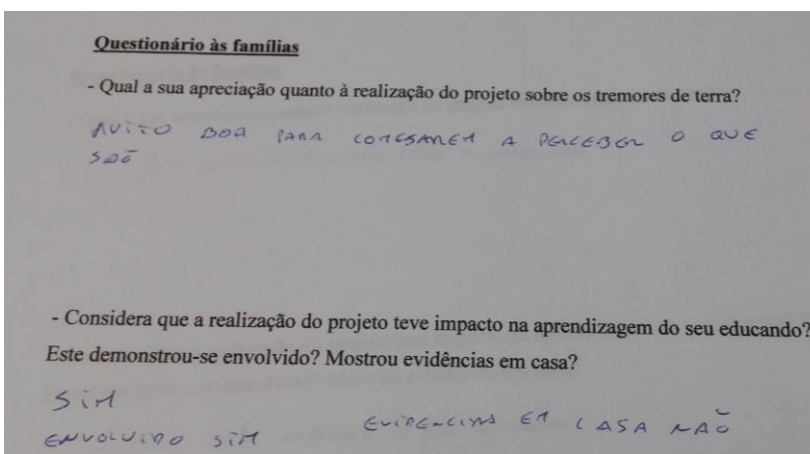 Questionário às famílias
- Qual a sua apreciação quanto à realização do projeto sobre os tremores de terra?
MUITO BOA PARA COMESAREM A PERCEBER O QUE
SÃO
- Considera que a realização do projeto teve impacto na aprendizagem do seu educando?
Este demonstrou-se envolvido? Mostrou evidências em casa?
SIM
ENVOLVIDO SIM EVIDENCIAS EM CASA NÃO